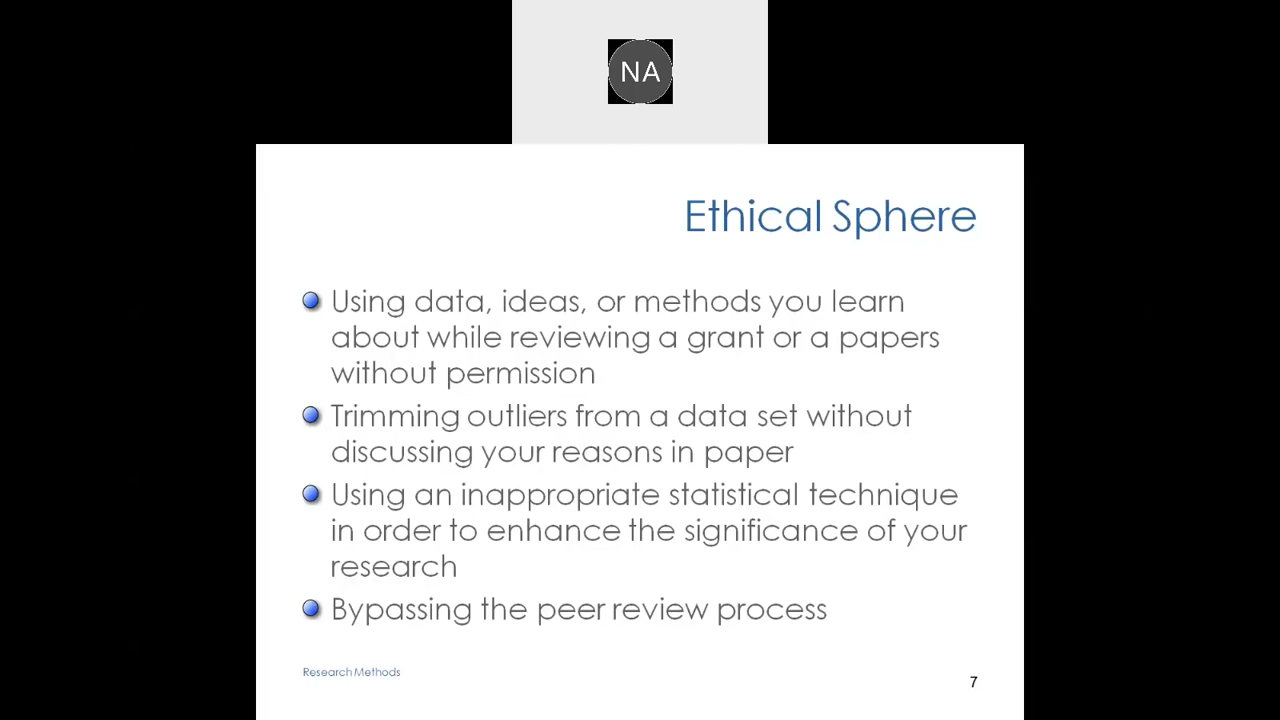 NA
Ethical Sphere
Using data, ideas, or methods you learn
about while reviewing a grant or a papers
without permission
Trimming outliers from a data set without
discussing your reasons in paper
Using an inappropriate statistical technique
in order to enhance the significance of your
research
Bypassing the peer review process
Research Methods
7